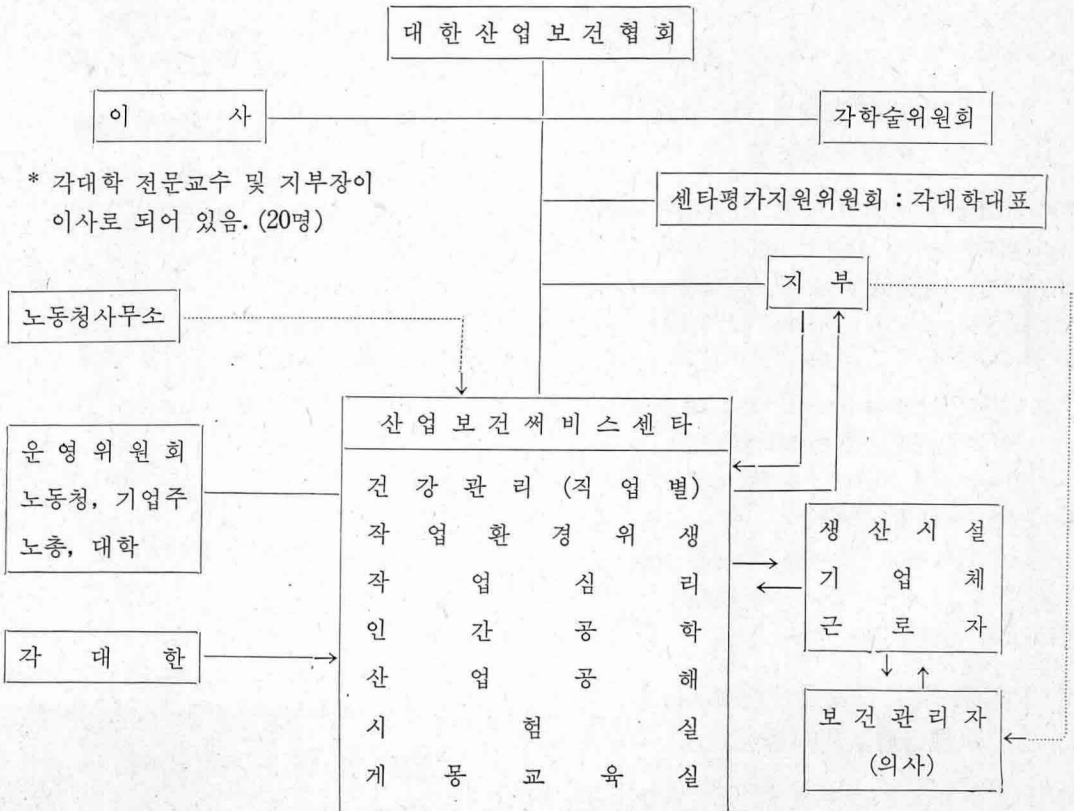 대한산업보건협회
이 사
각학술위원회
* 각대학 전문교수 및 지부장이
이사로 되어 있음. (20명)
센타평가지원위원회 : 각대학대표
지 부
노동청사무소
산업보건써비스센타
운영위원회
노동청, 기업주
노총, 대학
건강관리 (직업별)
작업환경위생
작업심리
인간공학
산업공해
시험실
게몽교육실
생산시설
기업체
근로자
각 대 한
보건관리자
(의사)